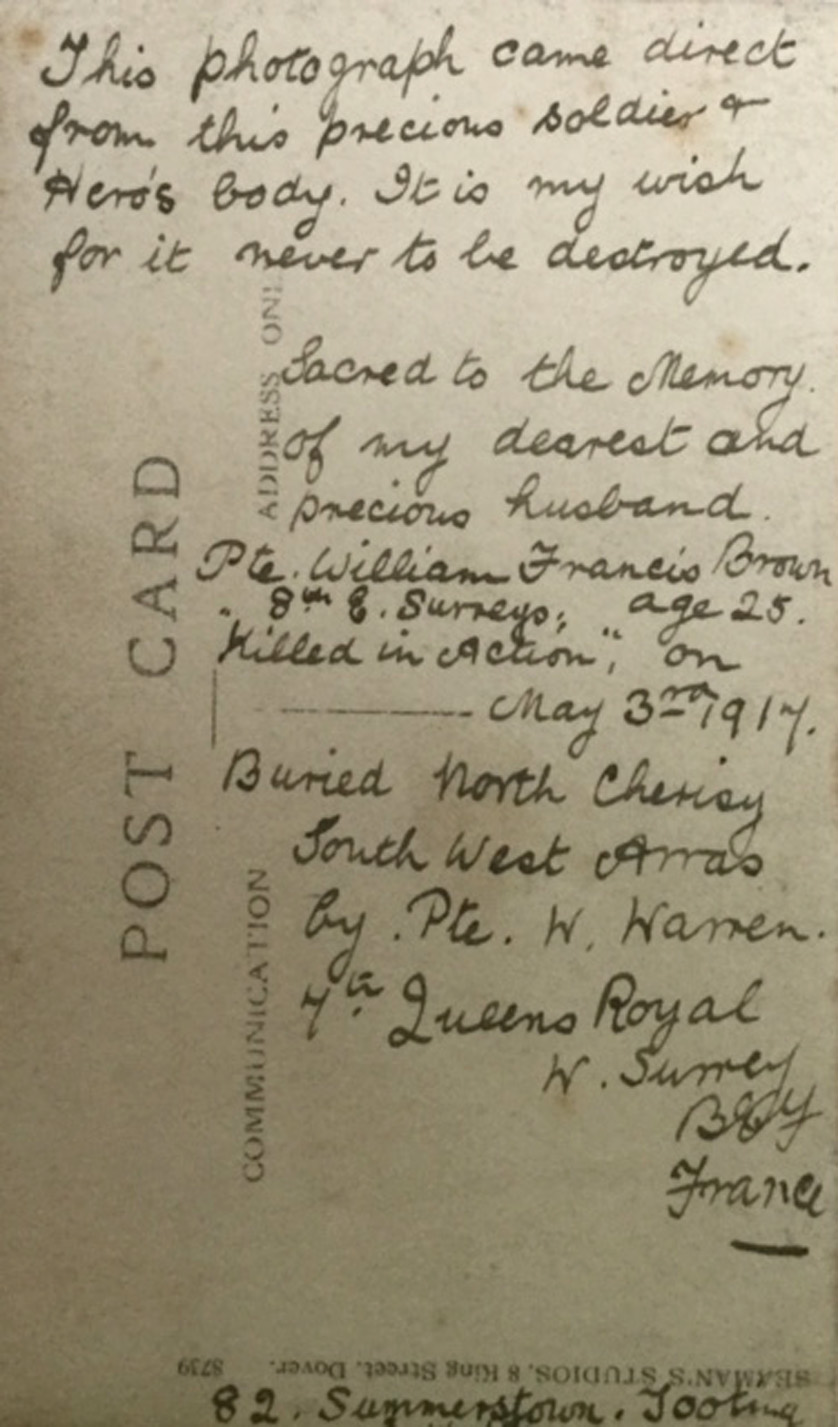 This photograph came direct
from this precious soldier &
Hero's body. It is my wish
for it never to be destroyed.
ADDRESS ONL
Sacred to the Memory.
of my dearest and
precious husband.
POST CARD
Pte. William Francis Brown
" 8th E. Surreys; age 25.
"Killed in Action", on
May 3rd 1917.
Buried North Cherisy
South West Arras
COMMUNICATION
by. Pte. W. Warren.
7th Queens Royal
W. Surrey
BEF
France
SEAMAN'S STUDIOS, 8 King Street, Dover. 8739
82. Summerstown. Tooting